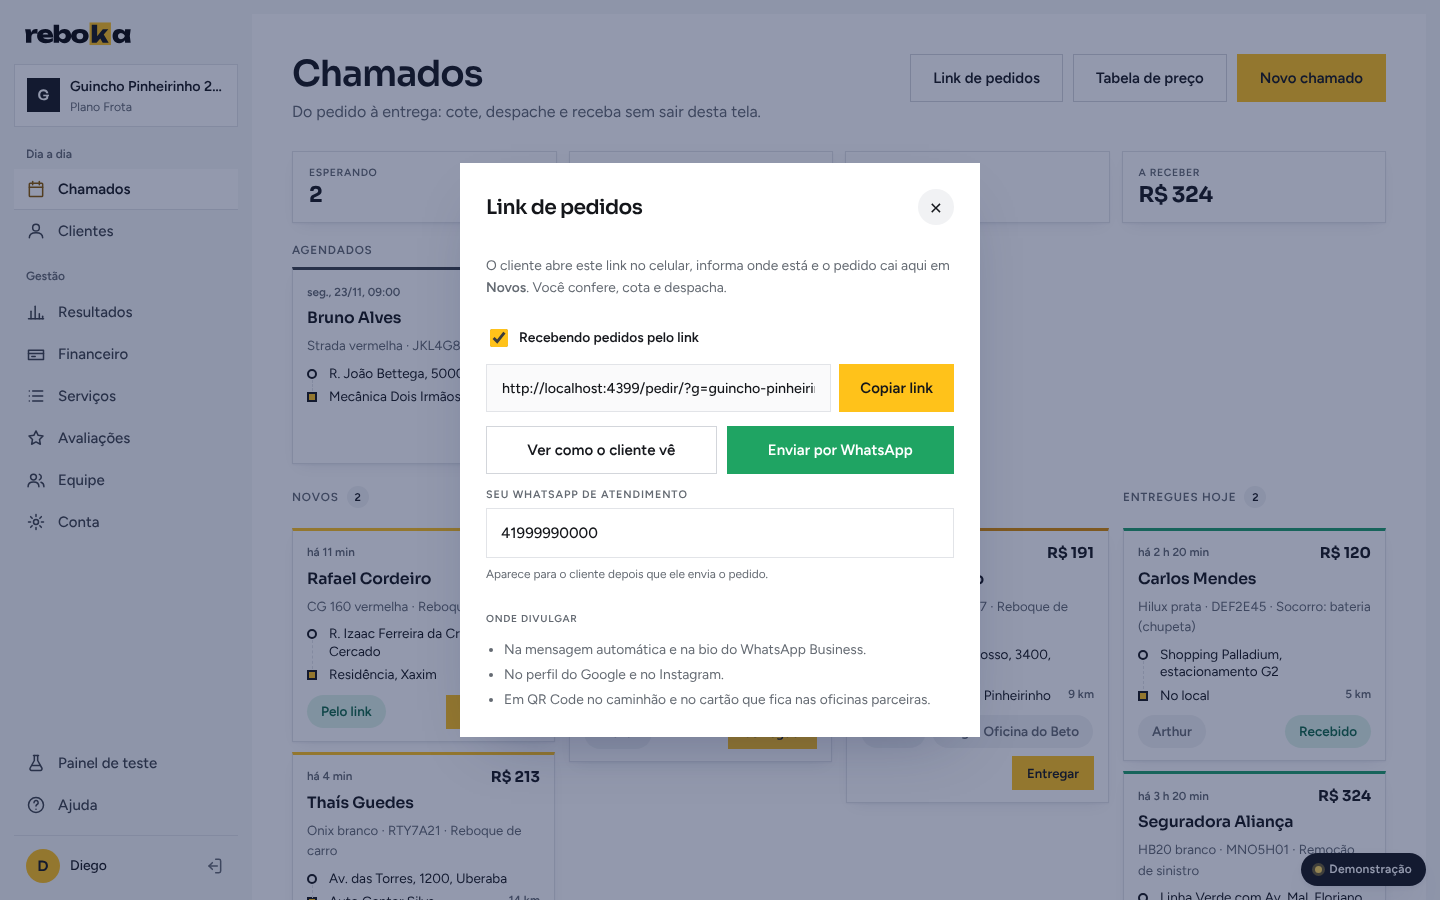 reboka
G
Guincho Pinheirinho 2...
Plano Frota
Dia a dia
Chamados
Clientes
Gestão
Resultados
Financeiro
Serviços
Avaliações
Equipe
Conta
Painel de teste
Ajuda
D
Diego
Chamados
Do pedido à entrega: cote, despache e receba sem sair desta tela.
Link de pedidos
Tabela de preço
Novo chamado
ESPERANDO
2
A RECEBER
R$ 324
AGENDADOS
seg., 23/11, 09:00
Bruno Alves
Strada vermelha · JKL4G8
R. João Bettega, 5000
Mecânica Dois Irmãos
NOVOS 2
há 11 min
Rafael Cordeiro
CG 160 vermelha · Reboqu
R. Izaac Ferreira da Cr
Cercado
Residência, Xaxim
Pelo link
há 4 min
R$ 213
Thaís Guedes
Onix branco · RTY7A21 · Reboque de
carro
Av. das Torres, 1200, Uberaba
Link de pedidos
O cliente abre este link no celular, informa onde está e o pedido cai aqui em
Novos. Você confere, cota e despacha.
Recebendo pedidos pelo link
http://localhost:4399/pedir/?g=guincho-pinheiri
Copiar link
Ver como o cliente vê
Enviar por WhatsApp
SEU WHATSAPP DE ATENDIMENTO
41999990000
Aparece para o cliente depois que ele envia o pedido.
ONDE DIVULGAR
• Na mensagem automática e na bio do WhatsApp Business.
• No perfil do Google e no Instagram.
• Em QR Code no caminhão e no cartão que fica nas oficinas parceiras.
R$ 191
7 · Reboque de
osso, 3400,
Pinheirinho
9 km
Oficina do Beto
Entregar
ENTREGUES HOJE 2
há 2 h 20 min
R$ 120
Carlos Mendes
Hilux prata · DEF2E45 · Socorro: bateria
(chupeta)
Shopping Palladium,
estacionamento G2
No local
5 km
Arthur
Recebido
há 3 h 20 min
R$ 324
Seguradora Aliança
HB20 branco · MNO5H01 · Remoção
de sinistro
Linha Verde com Av. Mal. Floriano
Demonstração